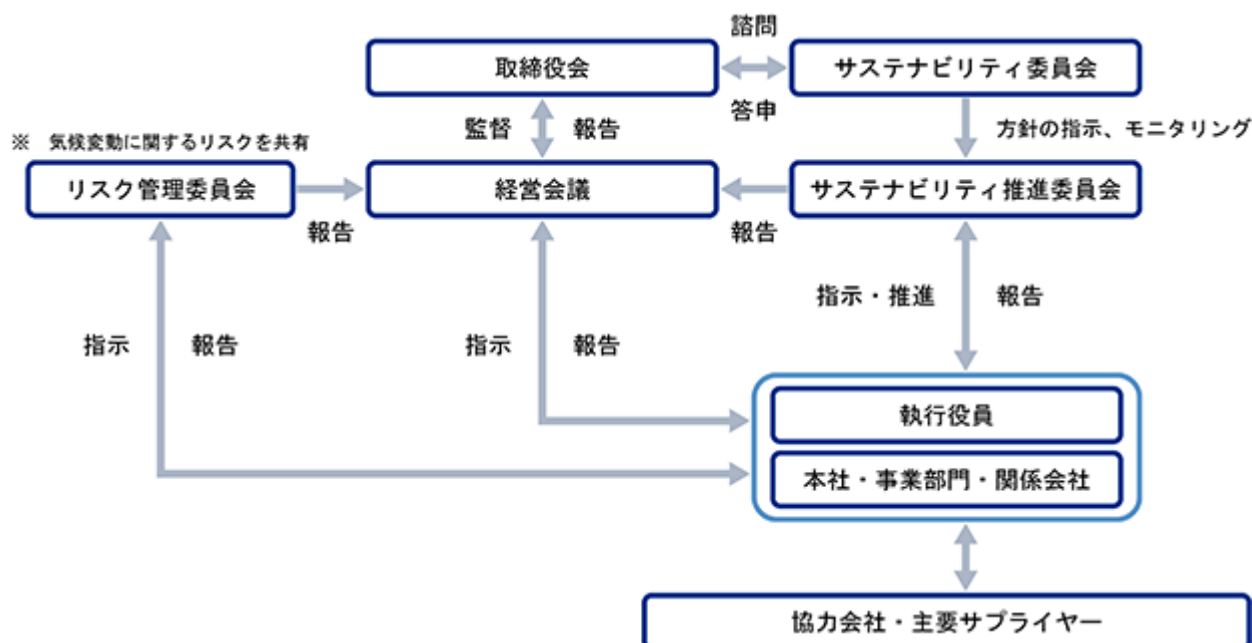 諮問
取締役会
サステナビリティ委員会
答申
監督
報告
方針の指示、モニタリング
※ 気候変動に関するリスクを共有
リスク管理委員会
経営会議
サステナビリティ推進委員会
報告
報告
指示・推進
報告
指示
報告
指示
報告
執行役員
本社・事業部門・関係会社
協力会社・主要サプライヤー